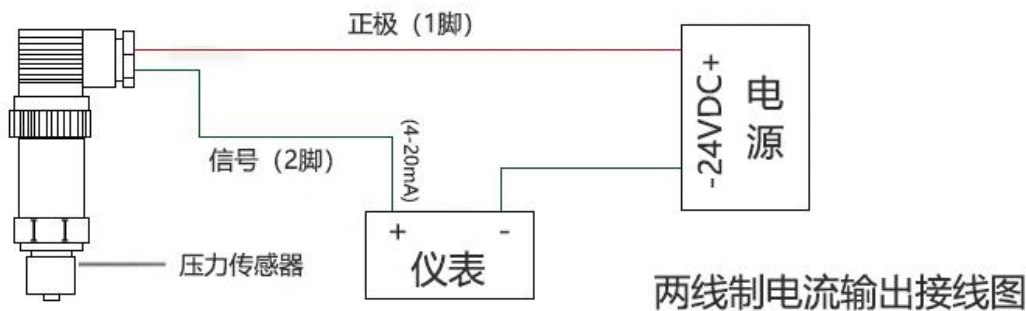 正极（1脚）
-24VDC+
电源
(4-20mA)
信号（2脚）
+ -
仪表
压力传感器
两线制电流输出接线图